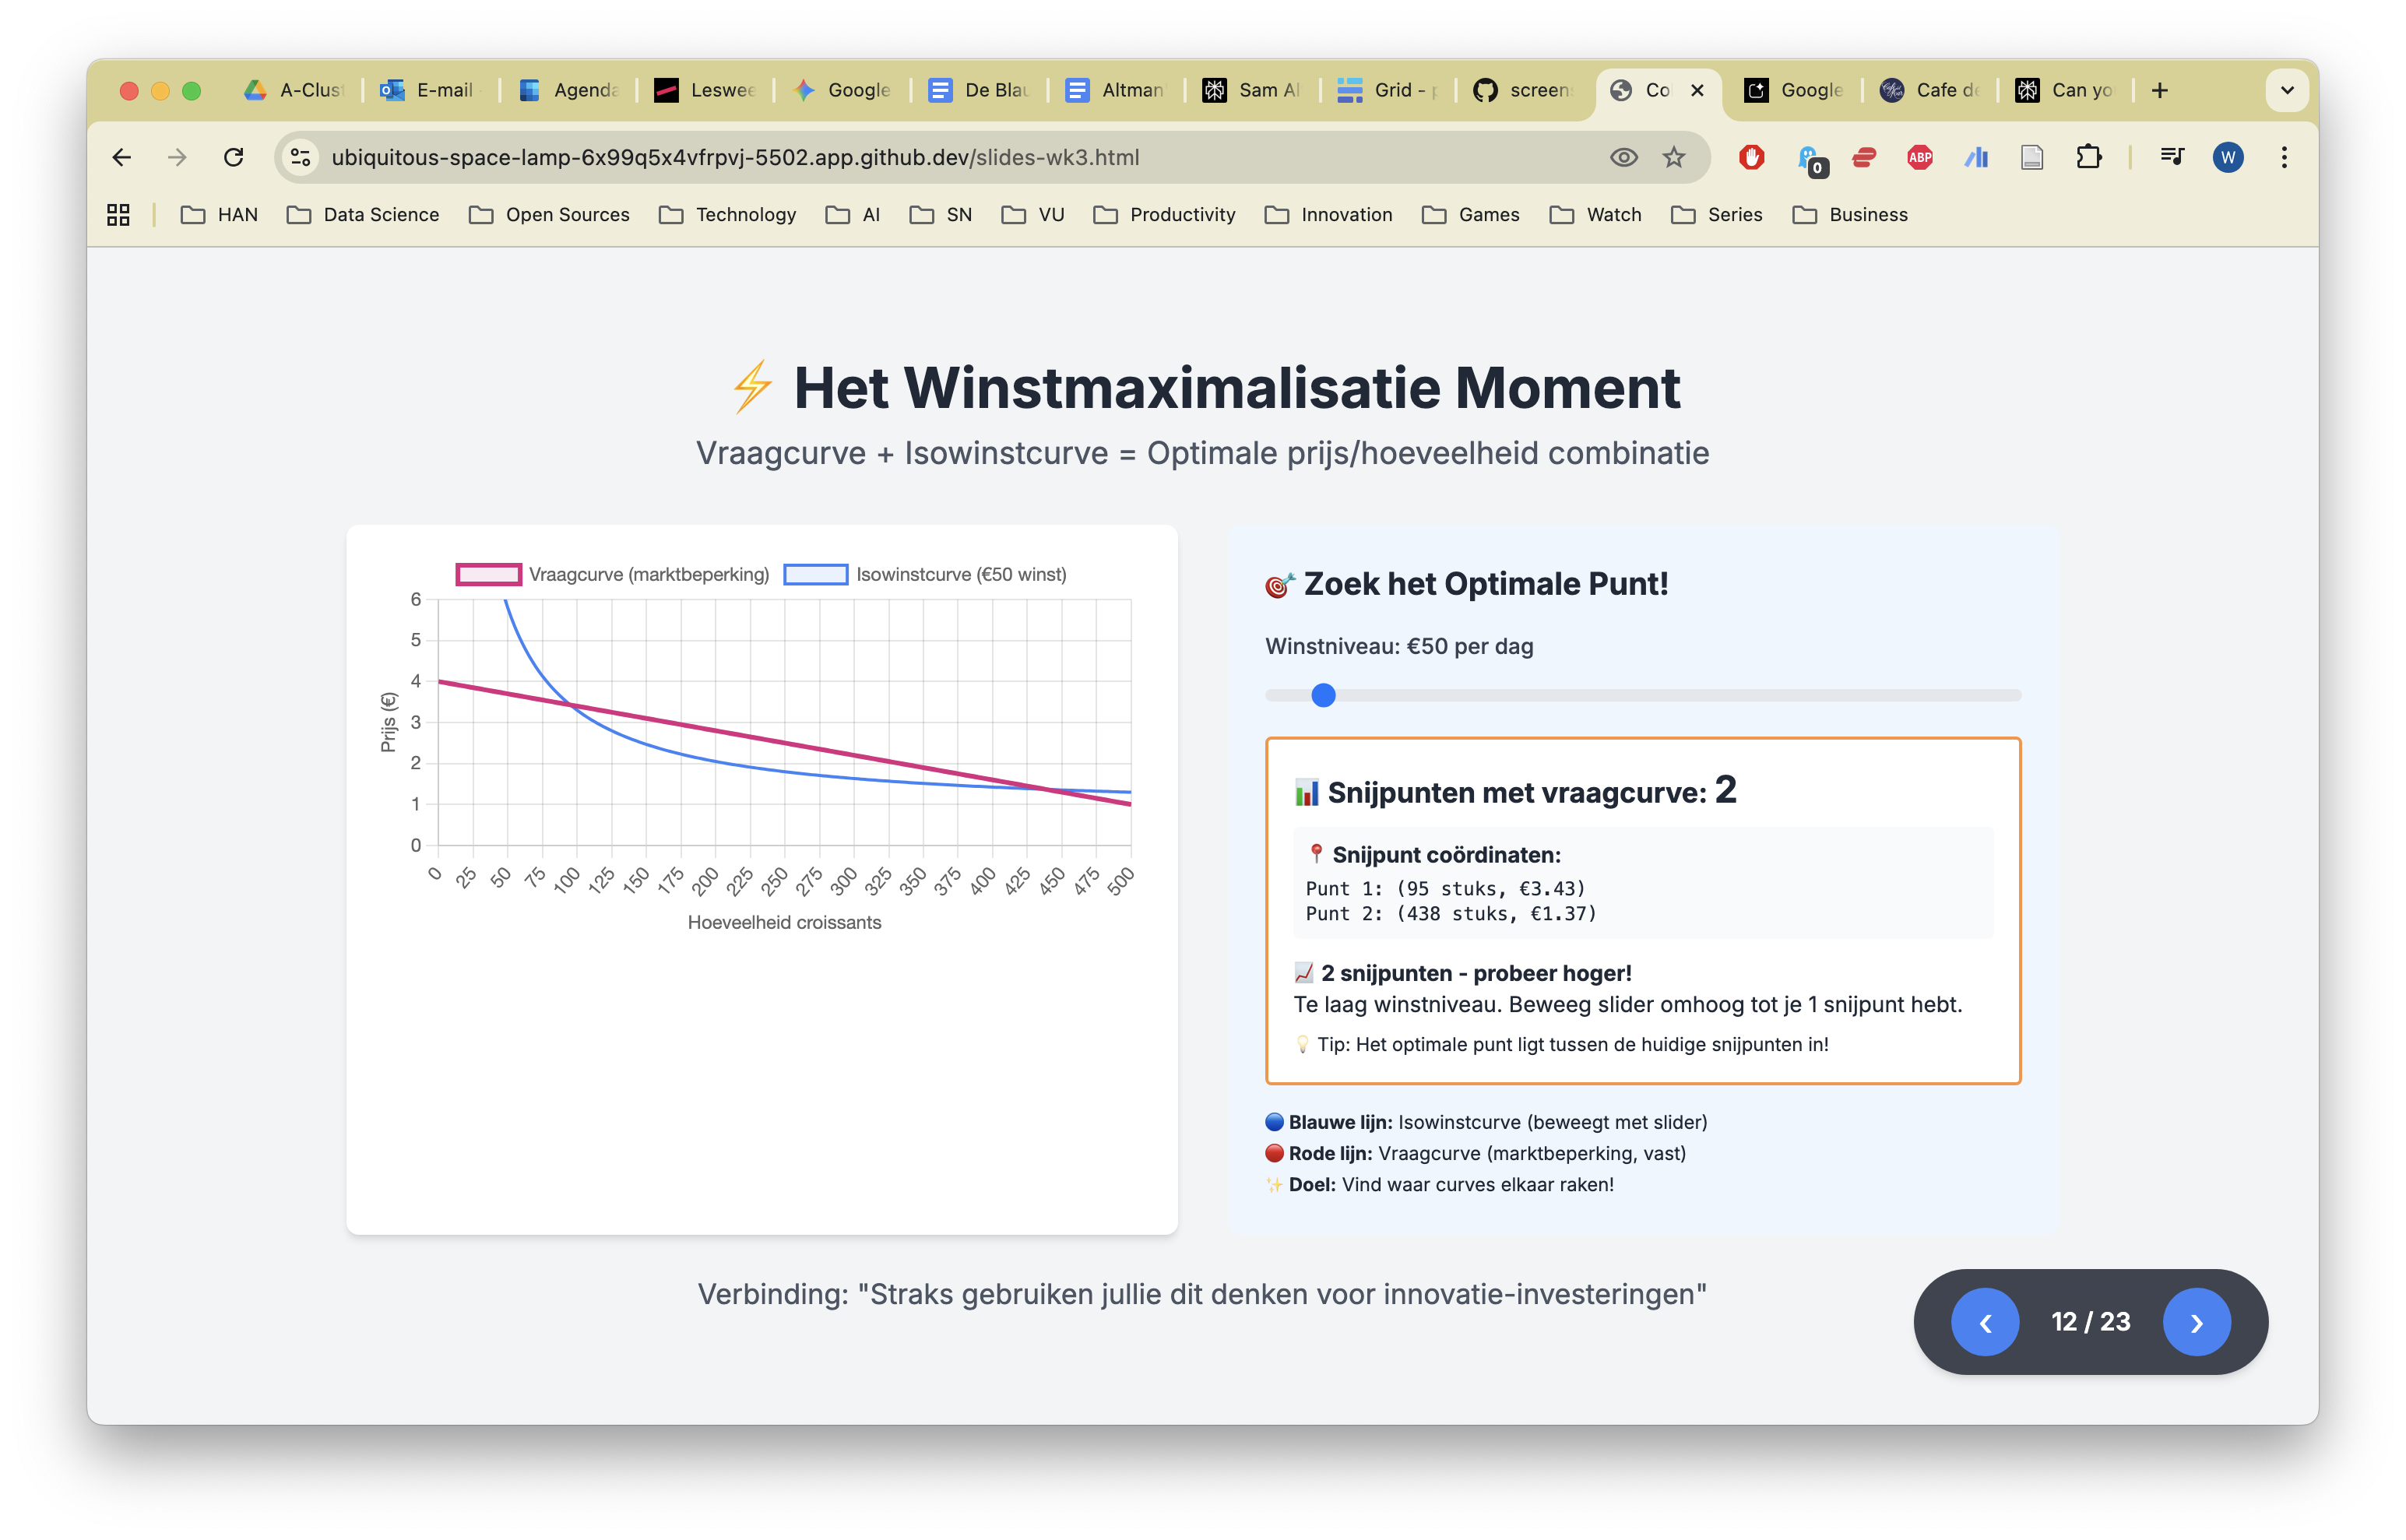 A-Clus
E-mail
Agenda
Leswee
Google
De Blau
Altman
Sam Al
Grid - p
screen
Co
Google
Cafe de
Can yo
ubiquitous-space-lamp-6x99q5x4vfrpvj-5502.app.github.dev/slides-wk3.html
0
ABP
W
HAN
Data Science
Open Sources
Technology
AI
SN
VU
Productivity
Innovation
Games
Watch
Series
Business
⚡ Het Winstmaximalisatie Moment
Vraagcurve + Isowinstcurve = Optimale prijs/hoeveelheid combinatie
Vraagcurve (marktbeperking)
Isowinstcurve (€50 winst)
6
5
4
3
2
1
0
Prijs (€)
0 25 50 75 100 125 150 175 200 225 250 275 300 325 350 375 400 425 450 475 500
Hoeveelheid croissants
🎯 Zoek het Optimale Punt!
Winstniveau: €50 per dag
📊 Snijpunten met vraagcurve: 2
📍 Snijpunt coördinaten:
Punt 1: (95 stuks, €3.43)
Punt 2: (438 stuks, €1.37)
📈 2 snijpunten - probeer hoger!
Te laag winstniveau. Beweeg slider omhoog tot je 1 snijpunt hebt.
💡 Tip: Het optimale punt ligt tussen de huidige snijpunten in!
🔵 Blauwe lijn: Isowinstcurve (beweegt met slider)
🔴 Rode lijn: Vraagcurve (marktbeperking, vast)
✨ Doel: Vind waar curves elkaar raken!
Verbinding: "Straks gebruiken jullie dit denken voor innovatie-investeringen"
‹ 12 / 23 ›